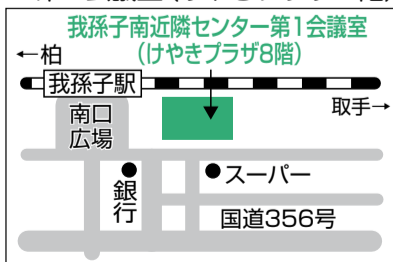 我孫子南近隣センター第1会議室
(けやきプラザ8階)
←柏
我孫子駅
取手→
南口
広場
●スーパー
●
銀行
国道356号